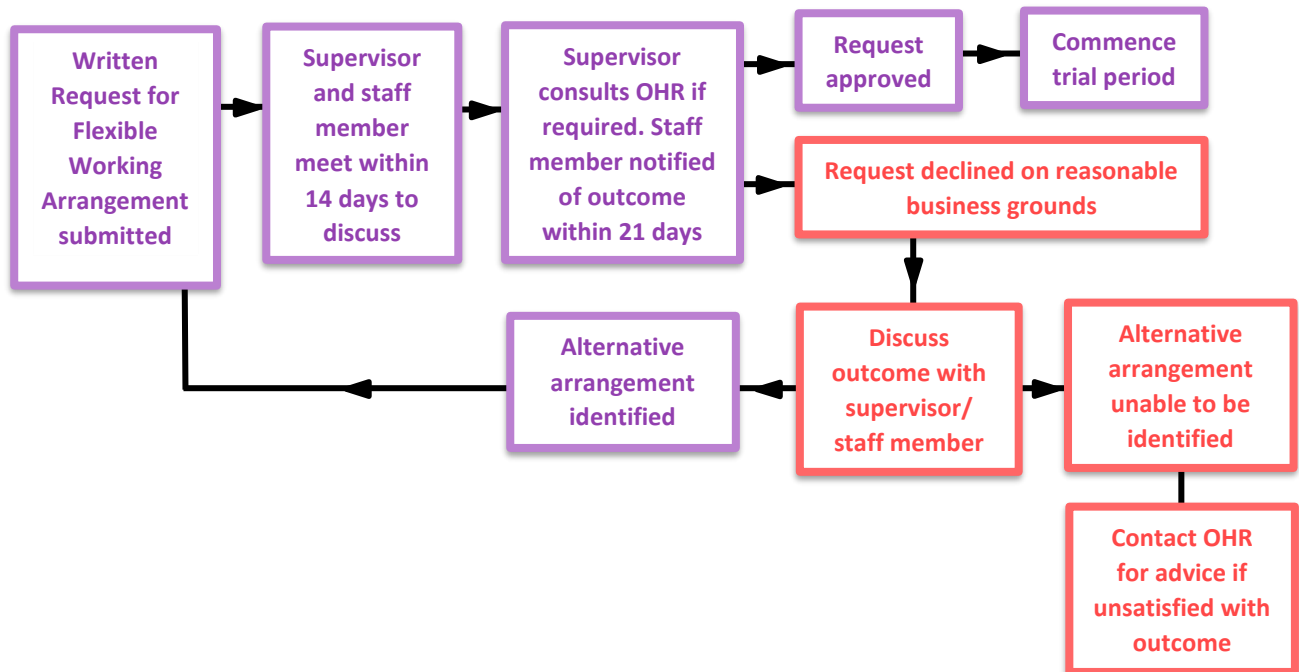 Written
Request for
Flexible
Working
Arrangement
submitted
Supervisor
and staff
member
meet within
14 days to
discuss
Supervisor
consults OHR if
required. Staff
member notified
of outcome
within 21 days
Request
approved
Commence
trial period
Request declined on reasonable
business grounds
Alternative
arrangement
identified
Discuss
outcome with
supervisor/
staff member
Alternative
arrangement
unable to be
identified
Contact OHR
for advice if
unsatisfied with
outcome